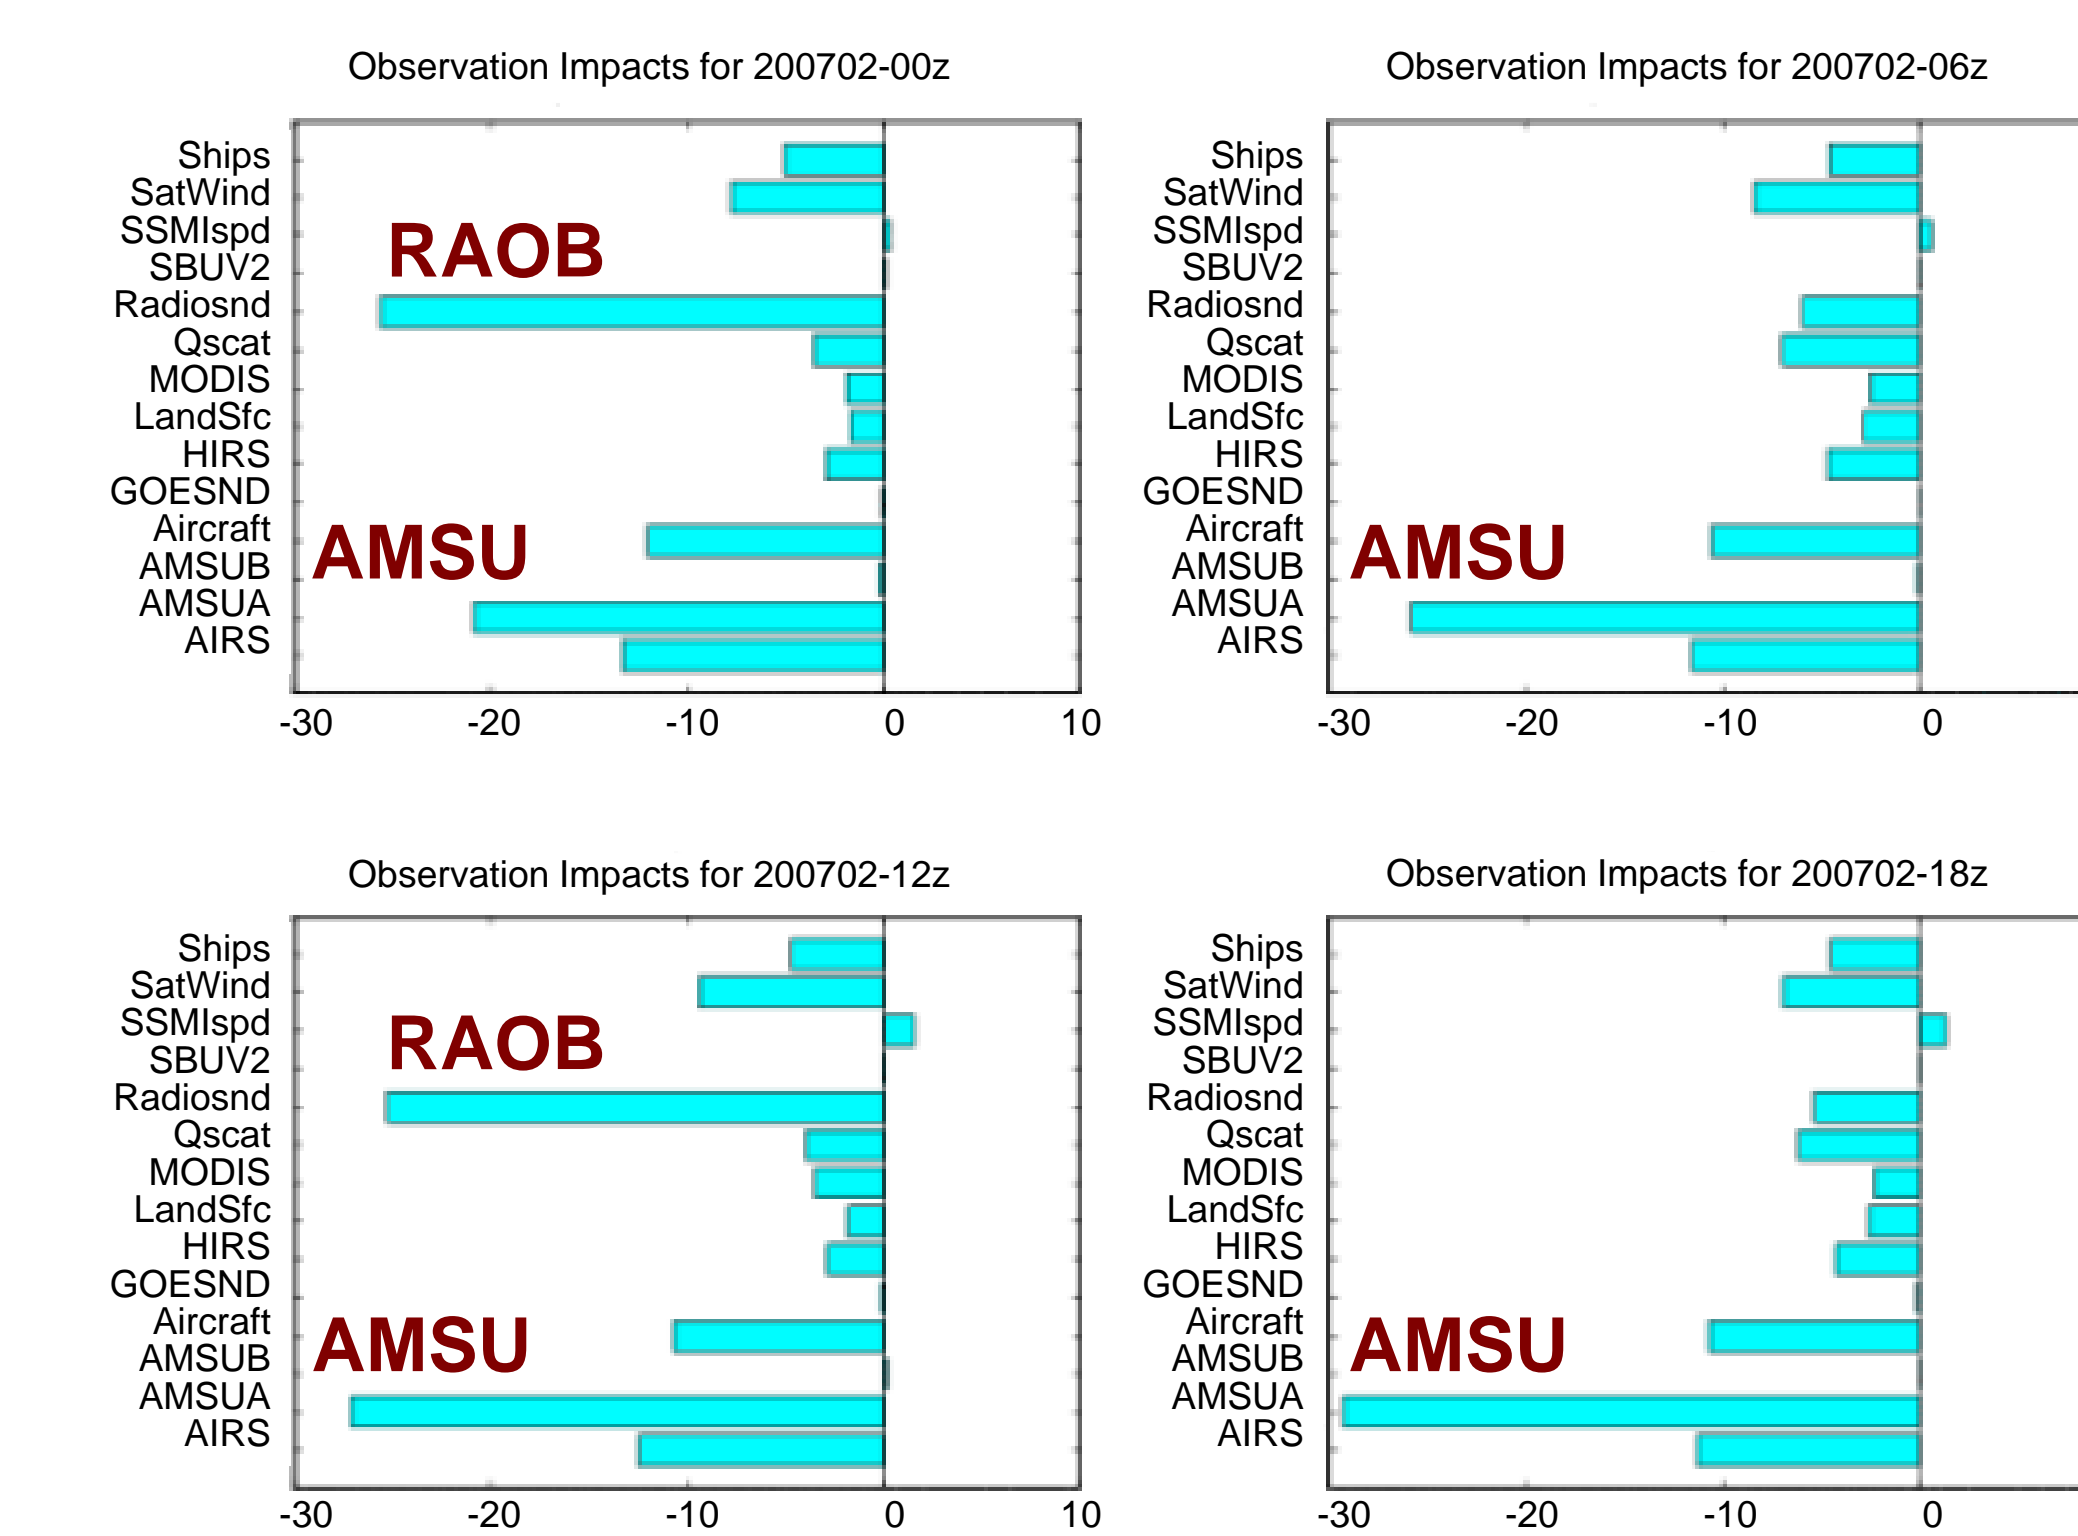 Observation Impacts for 200702-00z
Ships
SatWind
SSMIspd
SBUV2
Radiosnd
Qscat
MODIS
LandSfc
HIRS
GOESND
Aircraft
AMSUB
AMSUA
AIRS
RAOB
AMSU
-30 -20 -10 0 10
Observation Impacts for 200702-06z
Ships
SatWind
SSMIspd
SBUV2
Radiosnd
Qscat
MODIS
LandSfc
HIRS
GOESND
Aircraft
AMSUB
AMSUA
AIRS
AMSU
-30 -20 -10 0
Observation Impacts for 200702-12z
Ships
SatWind
SSMIspd
SBUV2
Radiosnd
Qscat
MODIS
LandSfc
HIRS
GOESND
Aircraft
AMSUB
AMSUA
AIRS
RAOB
AMSU
-30 -20 -10 0 10
Observation Impacts for 200702-18z
Ships
SatWind
SSMIspd
SBUV2
Radiosnd
Qscat
MODIS
LandSfc
HIRS
GOESND
Aircraft
AMSUB
AMSUA
AIRS
AMSU
-30 -20 -10 0